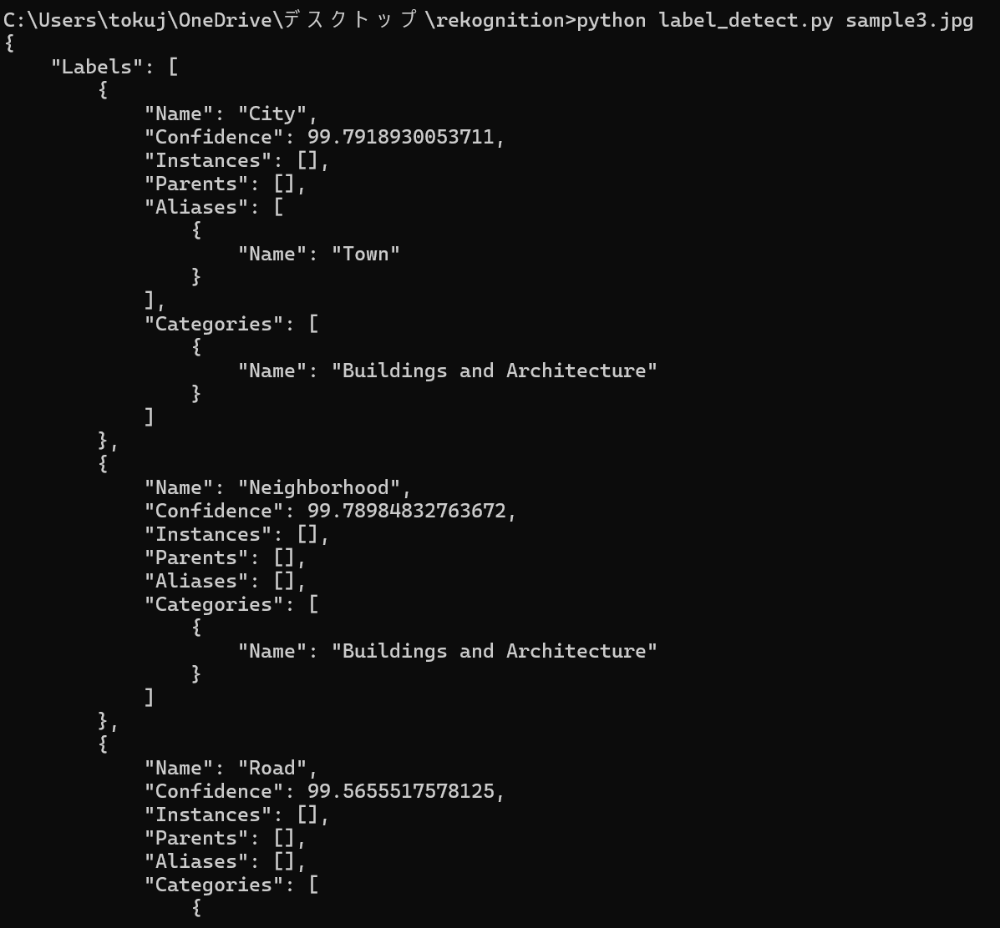 C:\Users\tokuj\OneDrive\デスクトップ\rekognition>python label_detect.py sample3.jpg
{
    "Labels": [
        {
            "Name": "City",
            "Confidence": 99.7918930053711,
            "Instances": [],
            "Parents": [],
            "Aliases": [
                {
                    "Name": "Town"
                }
            ],
            "Categories": [
                {
                    "Name": "Buildings and Architecture"
                }
            ]
        },
        {
            "Name": "Neighborhood",
            "Confidence": 99.78984832763672,
            "Instances": [],
            "Parents": [],
            "Aliases": [],
            "Categories": [
                {
                    "Name": "Buildings and Architecture"
                }
            ]
        },
        {
            "Name": "Road",
            "Confidence": 99.5655517578125,
            "Instances": [],
            "Parents": [],
            "Aliases": [],
            "Categories": [
                {